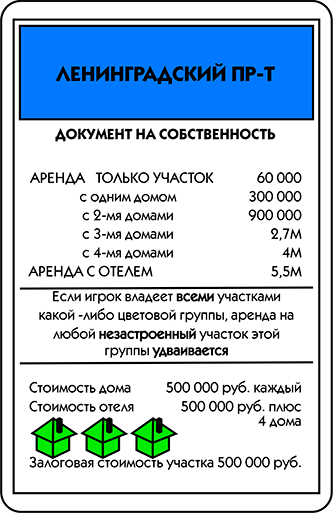 ЛЕНИНГРАДСКИЙ ПР-Т
ДОКУМЕНТ НА СОБСТВЕННОСТЬ
АРЕНДА ТОЛЬКО УЧАСТОК 60 000
с одним домом 300 000
с 2-мя домами 900 000
с 3-мя домами 2,7М
с 4-мя домами 4М
АРЕНДА С ОТЕЛЕМ 5,5М
Если игрок владеет всеми участками
какой -либо цветовой группы, аренда на
любой незастроенный участок этой
группы удваивается
Стоимость дома 500 000 руб. каждый
Стоимость отеля 500 000 руб. плюс
4 дома
Залоговая стоимость участка 500 000 руб.